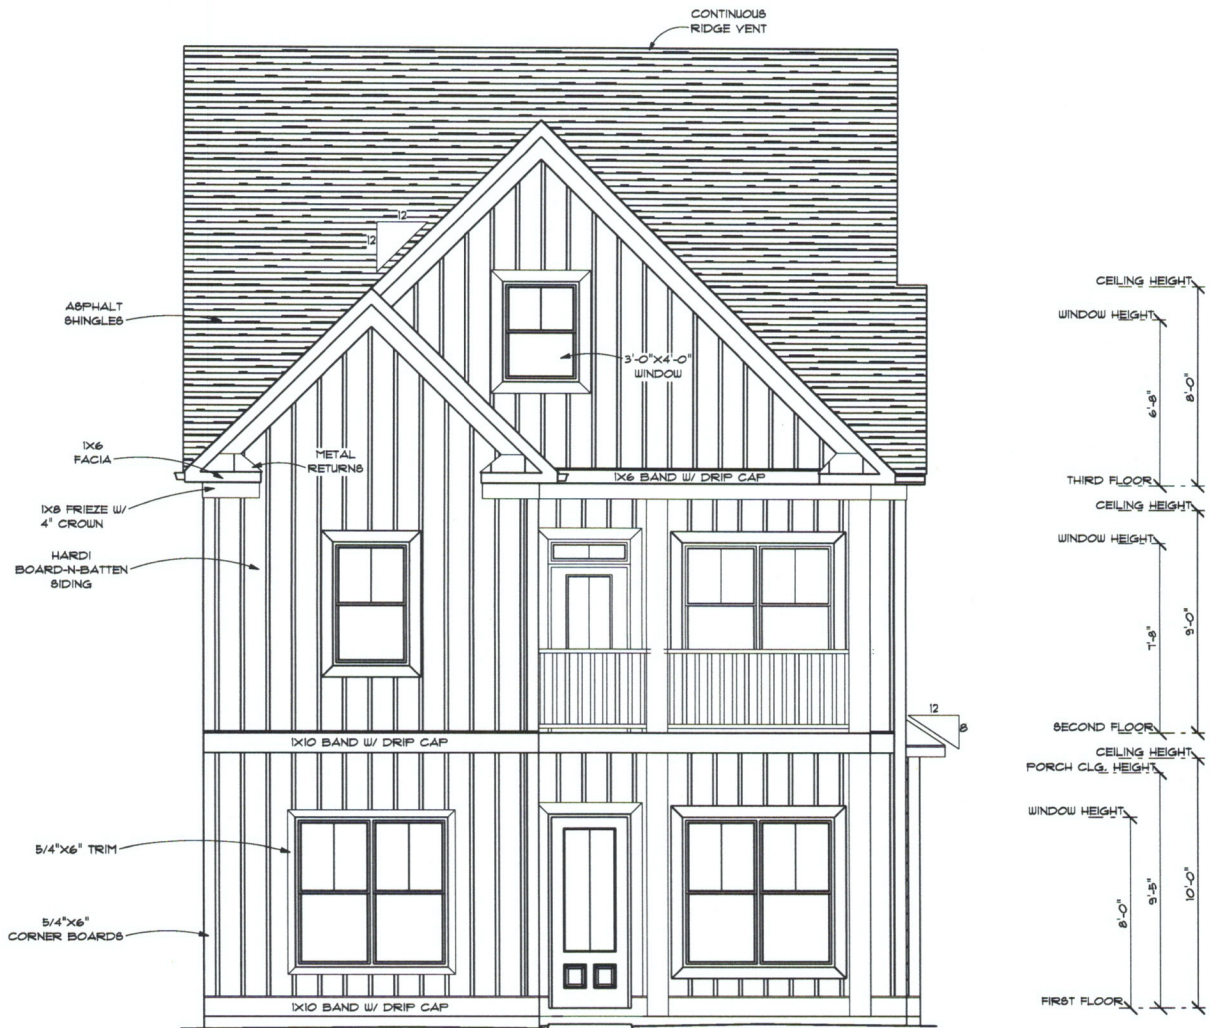 CONTINUOUS
RIDGE VENT
12
12
ASPHALT
SHINGLES
3'-0"X4'-0"
WINDOW
1X6
FACIA
METAL
RETURNS
1X6 BAND W/ DRIP CAP
1X8 FRIEZE W/
4" CROWN
HARDI
BOARD-N-BATTEN
SIDING
1X10 BAND W/ DRIP CAP
12
8
5/4"X6" TRIM
5/4"X6"
CORNER BOARDS
1X10 BAND W/ DRIP CAP
CEILING HEIGHT
WINDOW HEIGHT
6'-8"
8'-0"
THIRD FLOOR
CEILING HEIGHT
WINDOW HEIGHT
7'-8"
9'-0"
SECOND FLOOR
CEILING HEIGHT
PORCH CLG. HEIGHT
WINDOW HEIGHT
8'-0"
9'-5"
10'-0"
FIRST FLOOR